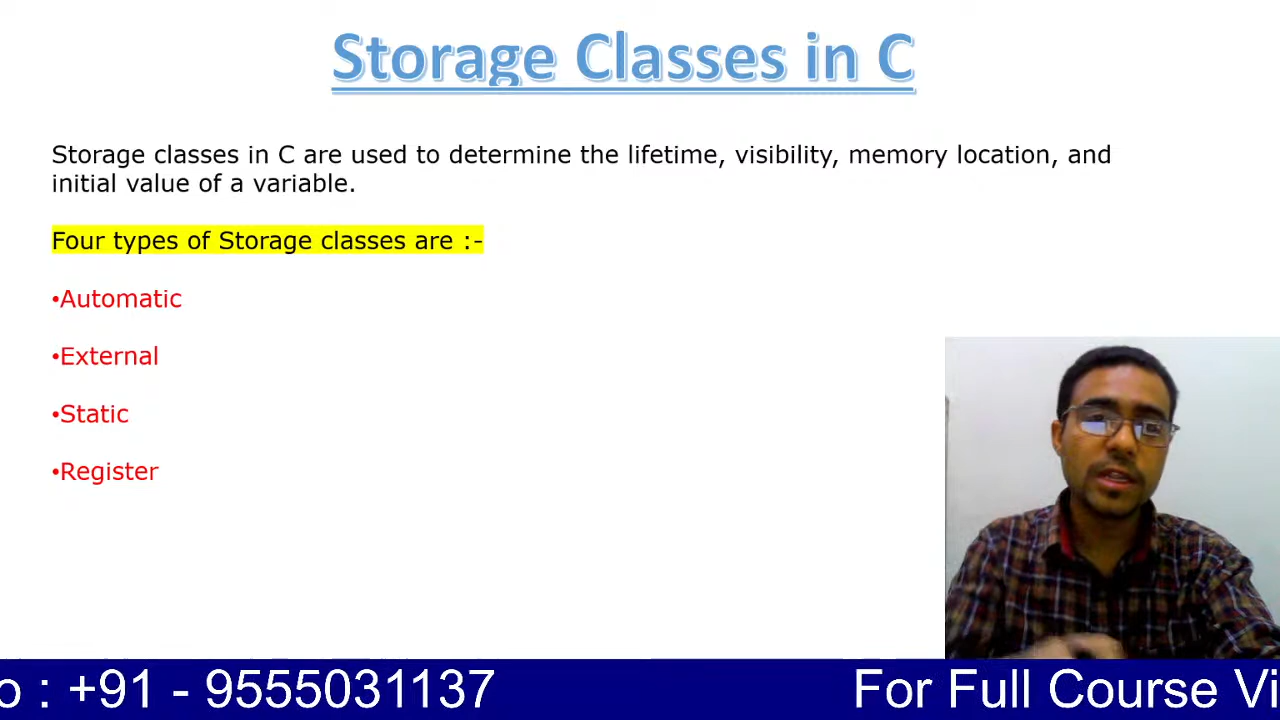 Storage Classes in C
Storage classes in C are used to determine the lifetime, visibility, memory location, and
initial value of a variable.
Four types of Storage classes are :-
•Automatic
•External
•Static
•Register
o : +91 - 9555031137 For Full Course Vi